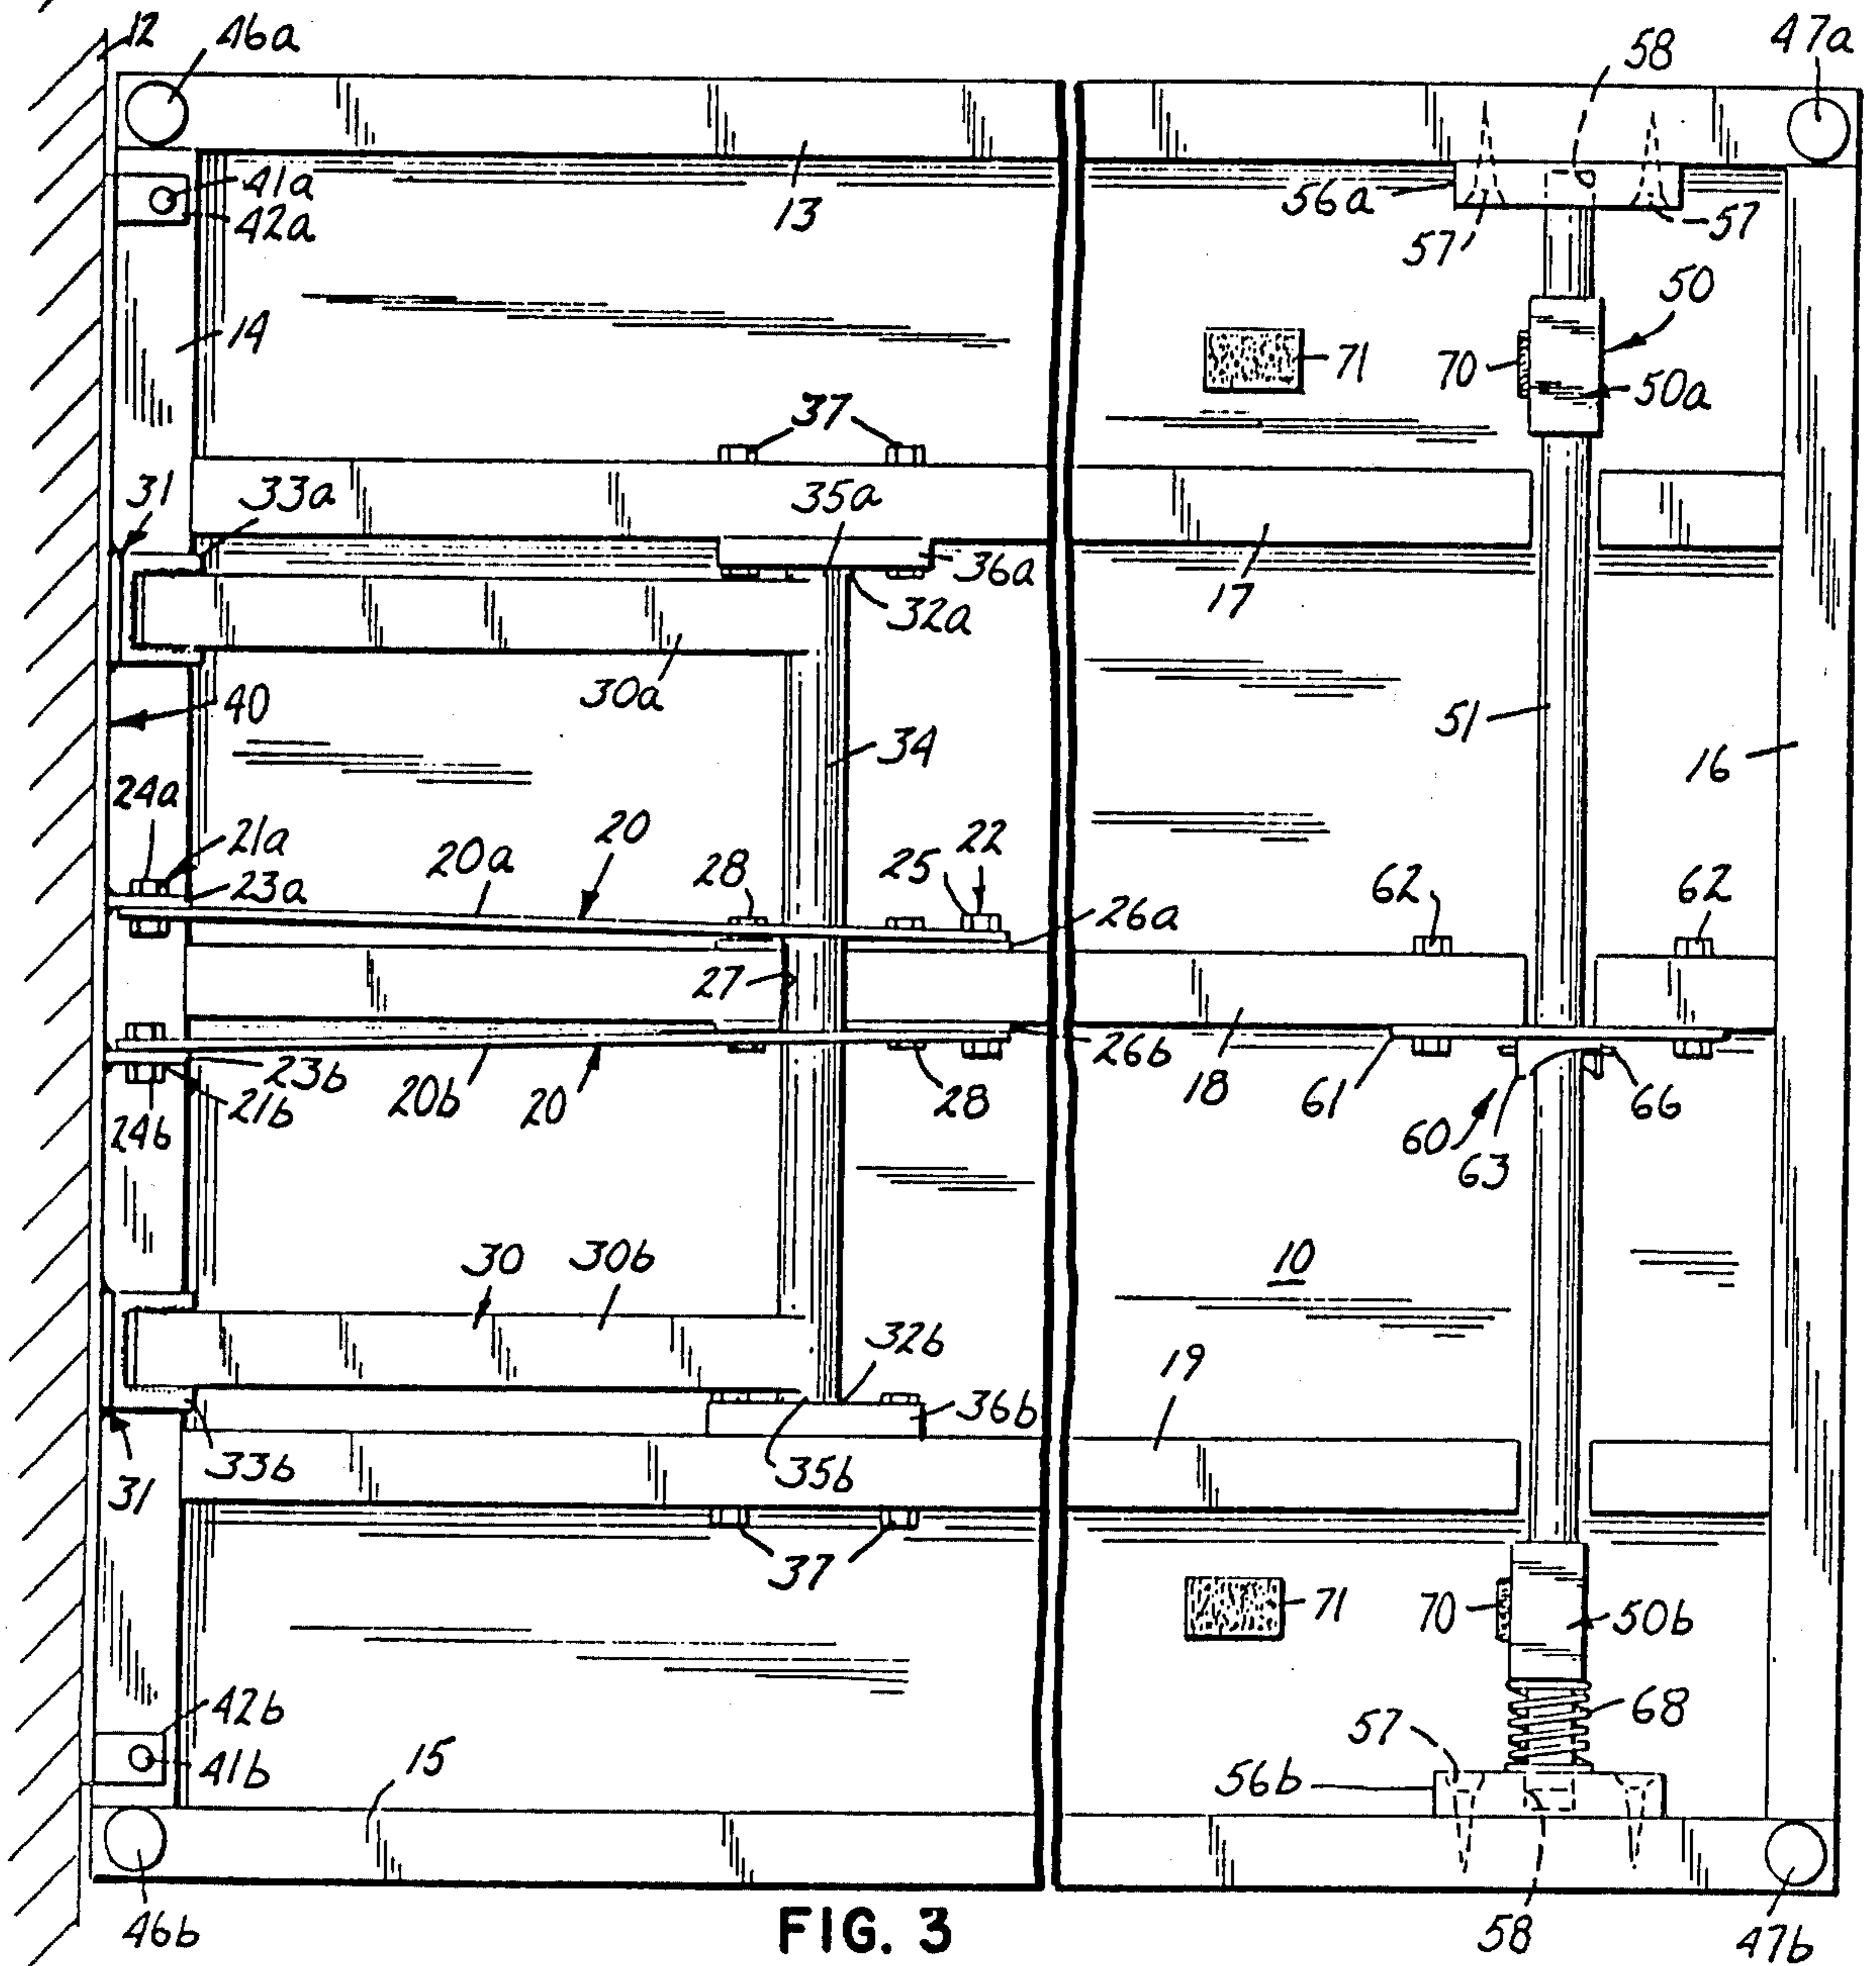 12 46a 58 47a
41a
42a 13 56a 57' 57
14 50
71 70 50a
37
31 33a 35a
36a
32a 17
30a
40 34 51 16
24a
21a 20a 20 28 25 22 62 62
23a 26a
27
23b 26b
21b 20b 20 28 18 61 66
24b 60
63
30 30b 10
32b 19
36b
33b 35b
31
37 71 70 50b
42b 68
41b 15 57
56b
46b 58 47b
FIG. 3